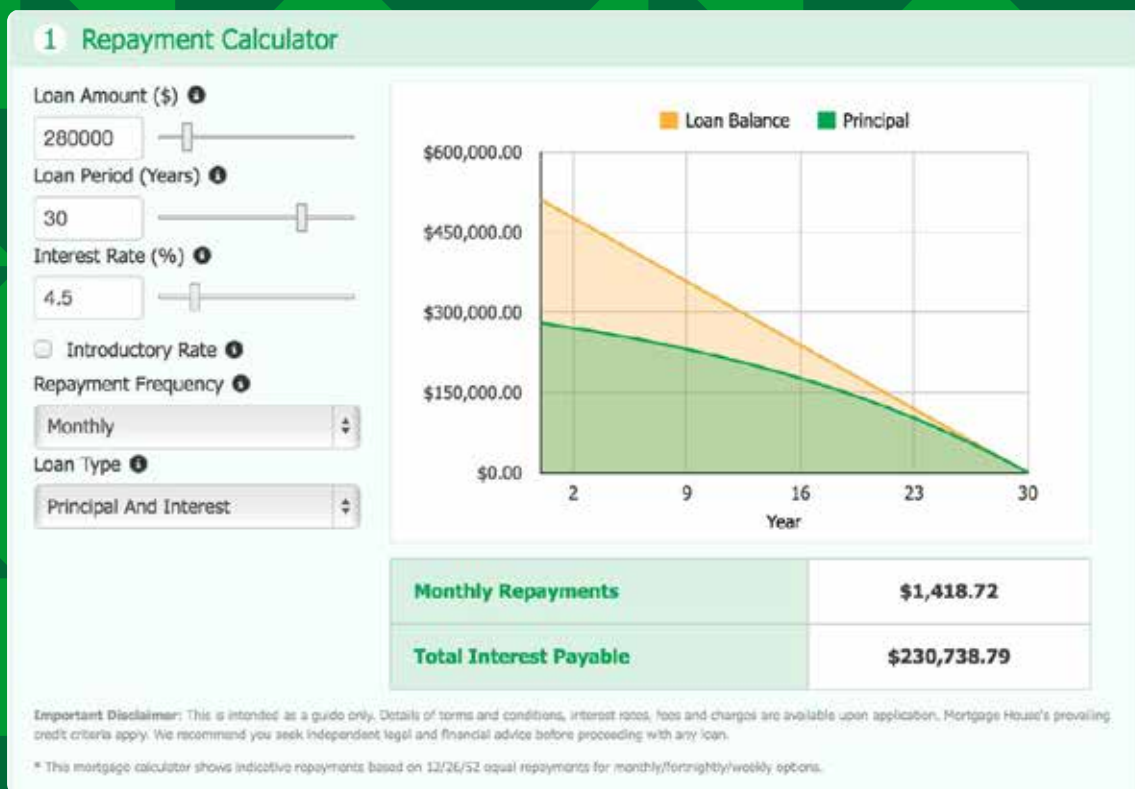 1 Repayment Calculator
Loan Amount ($)
280000
Loan Period (Years)
30
Interest Rate (%)
4.5
Introductory Rate
Repayment Frequency
Monthly
Loan Type
Principal And Interest
Loan Balance Principal
$600,000.00
$450,000.00
$300,000.00
$150,000.00
$0.00
2 9 16 23 30
Year
Monthly Repayments $1,418.72
Total Interest Payable $230,738.79
Important Disclaimer: This is intended as a guide only. Details of terms and conditions, interest rates, fees and charges are available upon application. Mortgage House's prevailing
credit criteria apply. We recommend you seek independent legal and financial advice before proceeding with any loan.
* This mortgage calculator shows indicative repayments based on 12/26/52 equal repayments for monthly/fortnightly/weekly options.